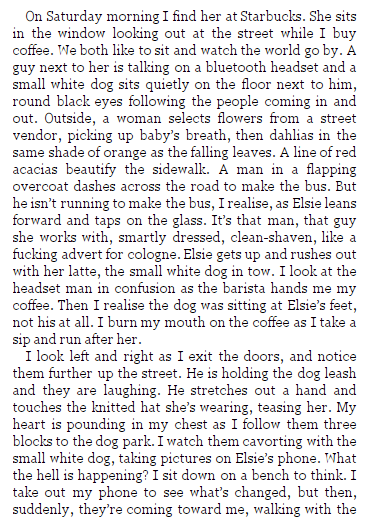 On Saturday morning I find her at Starbucks. She sits
in the window looking out at the street while I buy
coffee. We both like to sit and watch the world go by. A
guy next to her is talking on a bluetooth headset and a
small white dog sits quietly on the floor next to him,
round black eyes following the people coming in and
out. Outside, a woman selects flowers from a street
vendor, picking up baby's breath, then dahlias in the
same shade of orange as the falling leaves. A line of red
acacias beautify the sidewalk. A man in a flapping
overcoat dashes across the road to make the bus. But
he isn't running to make the bus, I realise, as Elsie leans
forward and taps on the glass. It's that man, that guy
she works with, smartly dressed, clean-shaven, like a
fucking advert for cologne. Elsie gets up and rushes out
with her latte, the small white dog in tow. I look at the
headset man in confusion as the barista hands me my
coffee. Then I realise the dog was sitting at Elsie's feet,
not his at all. I burn my mouth on the coffee as I take a
sip and run after her.
I look left and right as I exit the doors, and notice
them further up the street. He is holding the dog leash
and they are laughing. He stretches out a hand and
touches the knitted hat she's wearing, teasing her. My
heart is pounding in my chest as I follow them three
blocks to the dog park. I watch them cavorting with the
small white dog, taking pictures on Elsie's phone. What
the hell is happening? I sit down on a bench to think. I
take out my phone to see what's changed, but then,
suddenly, they're coming toward me, walking with the